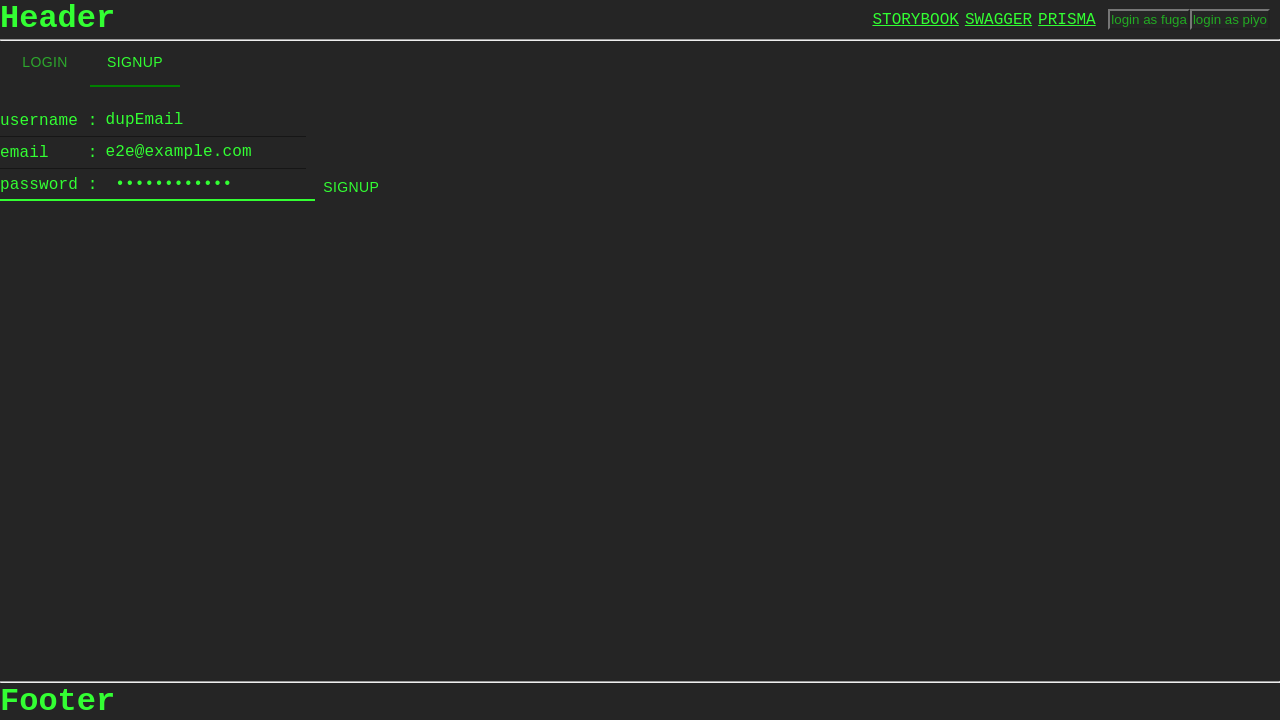 Header STORYBOOK SWAGGER PRISMA login as fuga login as piyo
LOGIN SIGNUP
username : dupEmail
email : e2e@example.com
password : •••••••••••• SIGNUP
Footer